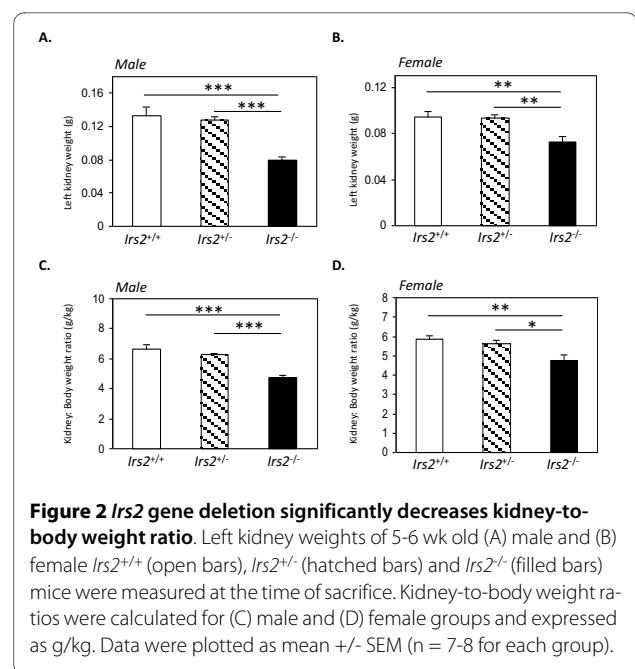 A.
Male
***
***
Left kidney weight (g)
0.16
0.12
0.08
0.04
0
Irs2+/+ Irs2+/- Irs2-/-
B.
Female
**
**
Left kidney weight (g)
0.12
0.08
0.04
0
Irs2+/+ Irs2+/- Irs2-/-
C.
Male
***
***
Kidney: Body weight ratio (g/kg)
10
8
6
4
2
0
Irs2+/+ Irs2+/- Irs2-/-
D.
Female
**
*
Kidney: Body weight ratio (g/kg)
8
7
6
5
4
3
2
1
0
Irs2+/+ Irs2+/- Irs2-/-
Figure 2 Irs2 gene deletion significantly decreases kidney-to-
body weight ratio. Left kidney weights of 5-6 wk old (A) male and (B)
female Irs2+/+ (open bars), Irs2+/- (hatched bars) and Irs2-/- (filled bars)
mice were measured at the time of sacrifice. Kidney-to-body weight ra-
tios were calculated for (C) male and (D) female groups and expressed
as g/kg. Data were plotted as mean +/- SEM (n = 7-8 for each group).